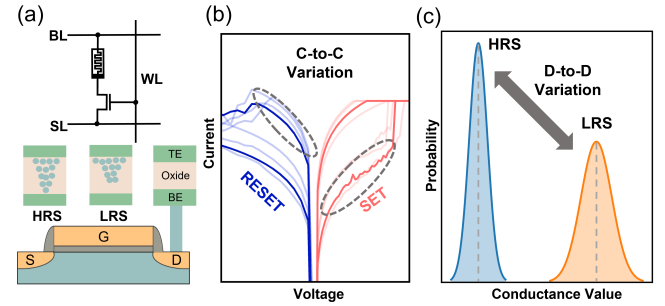 (a)
BL
WL
SL
TE
Oxide
BE
HRS
LRS
G
S
D
(b)
C-to-C
Variation
Current
RESET
SET
Voltage
(c)
HRS
D-to-D
Variation
LRS
Probability
Conductance Value